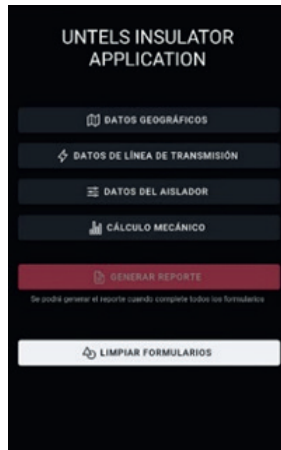 UNTELS INSULATOR
APPLICATION
DATOS GEOGRÁFICOS
DATOS DE LÍNEA DE TRANSMISIÓN
DATOS DEL AISLADOR
CÁLCULO MECÁNICO
GENERAR REPORTE
Se podrá generar el reporte cuando complete todos los formularios
LIMPIAR FORMULARIOS